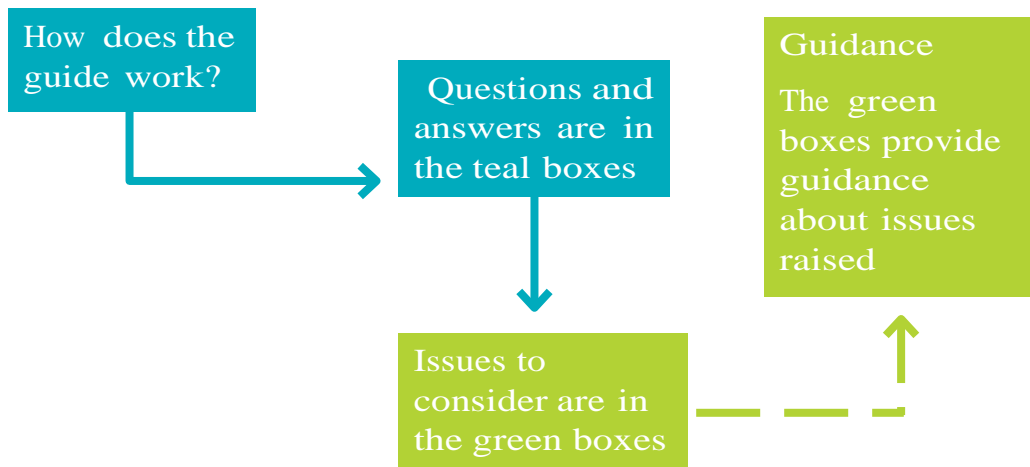 How does the
guide work?
Questions and
answers are in
the teal boxes
Issues to
consider are in
the green boxes
Guidance
The green
boxes provide
guidance
about issues
raised